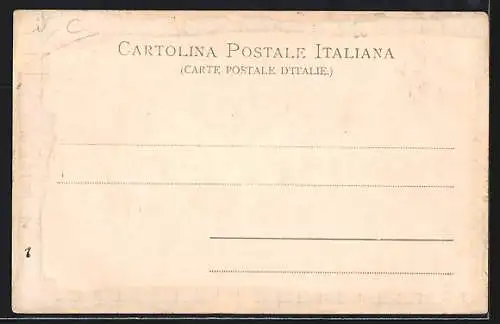 C
CARTOLINA POSTALE ITALIANA
(CARTE POSTALE D'ITALIE.)